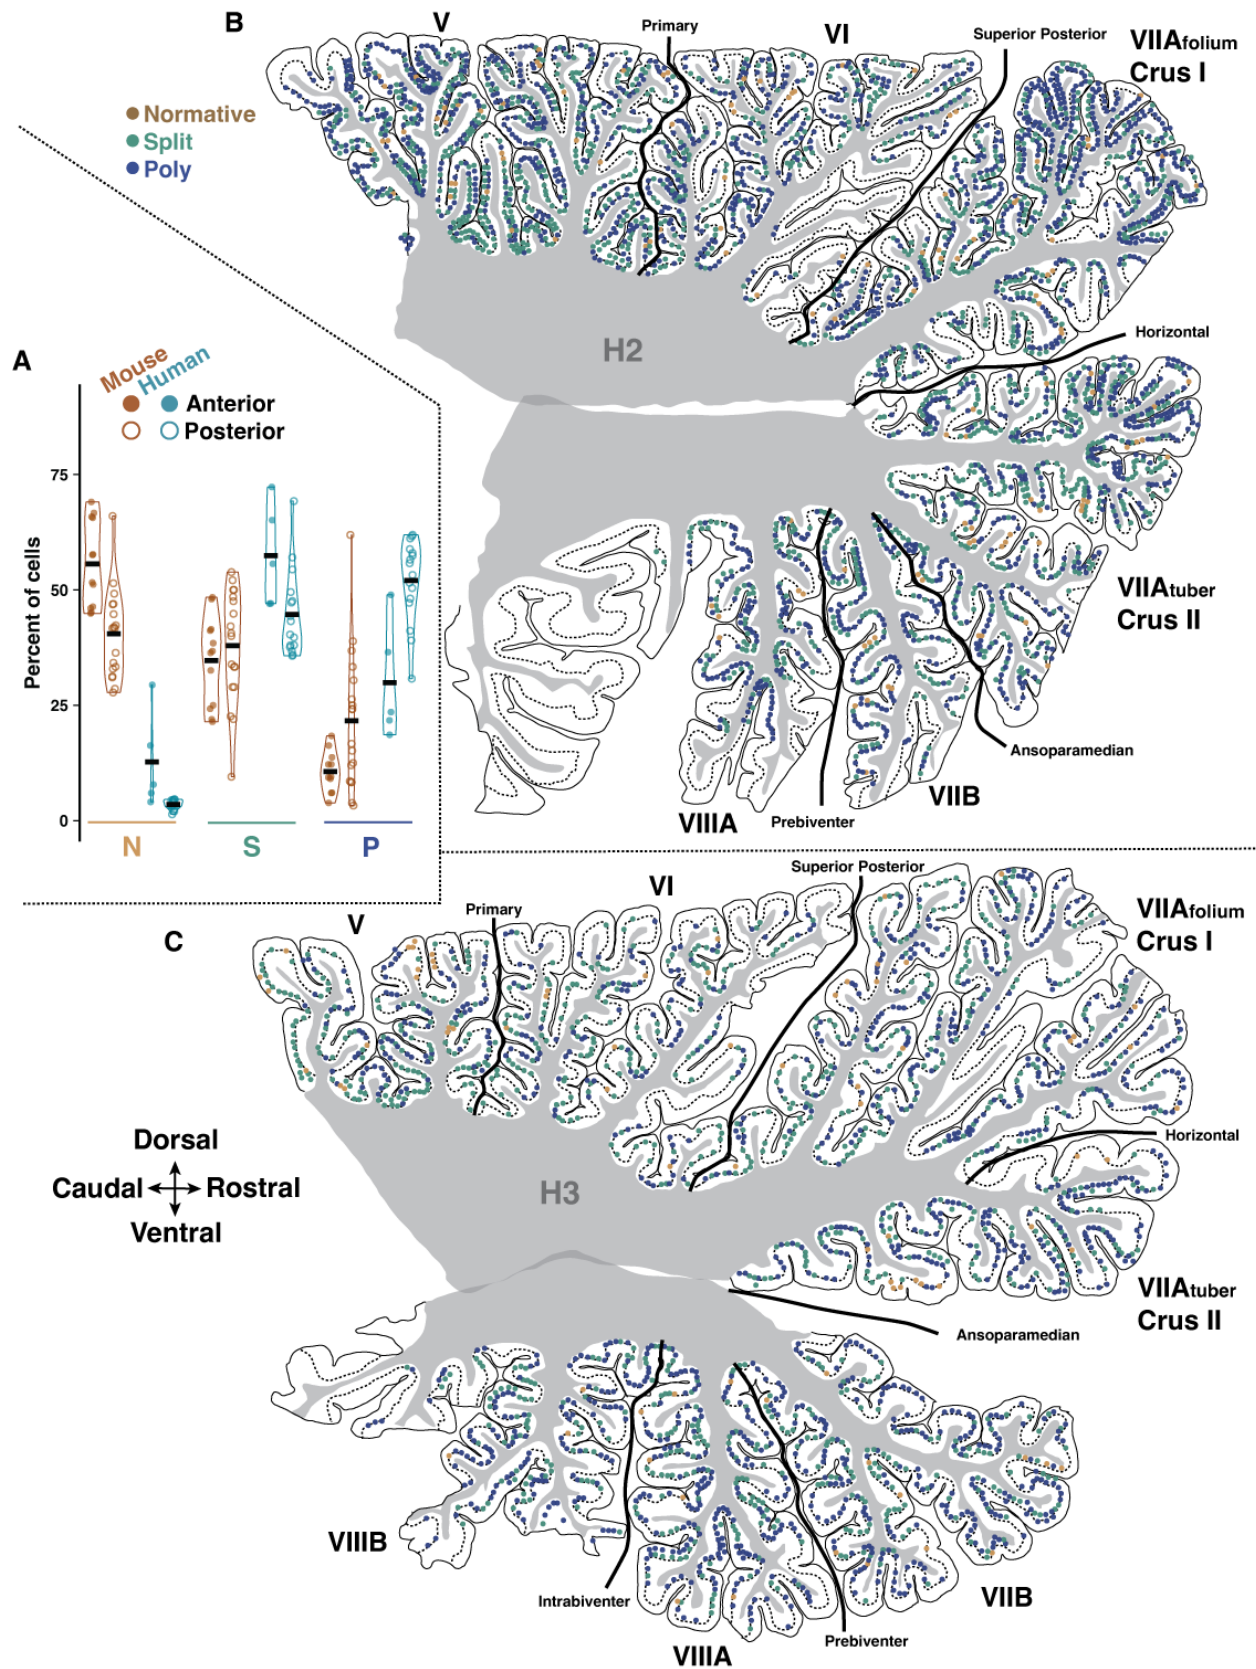 B
V
Primary
VI
Superior Posterior
VIIAfolium
Crus I
Normative
Split
Poly
H2
Horizontal
A
Mouse
Human
Anterior
Posterior
Percent of cells
75
50
25
0
N
S
P
VIIAtuber
Crus II
Ansoparamedian
VIIB
Prebiventer
VIIIA
C
V
Primary
VI
Superior Posterior
VIIAfolium
Crus I
Horizontal
Dorsal
Caudal
Rostral
Ventral
H3
VIIAtuber
Crus II
Ansoparamedian
VIIIB
Intrabiventer
VIIIA
Prebiventer
VIIB